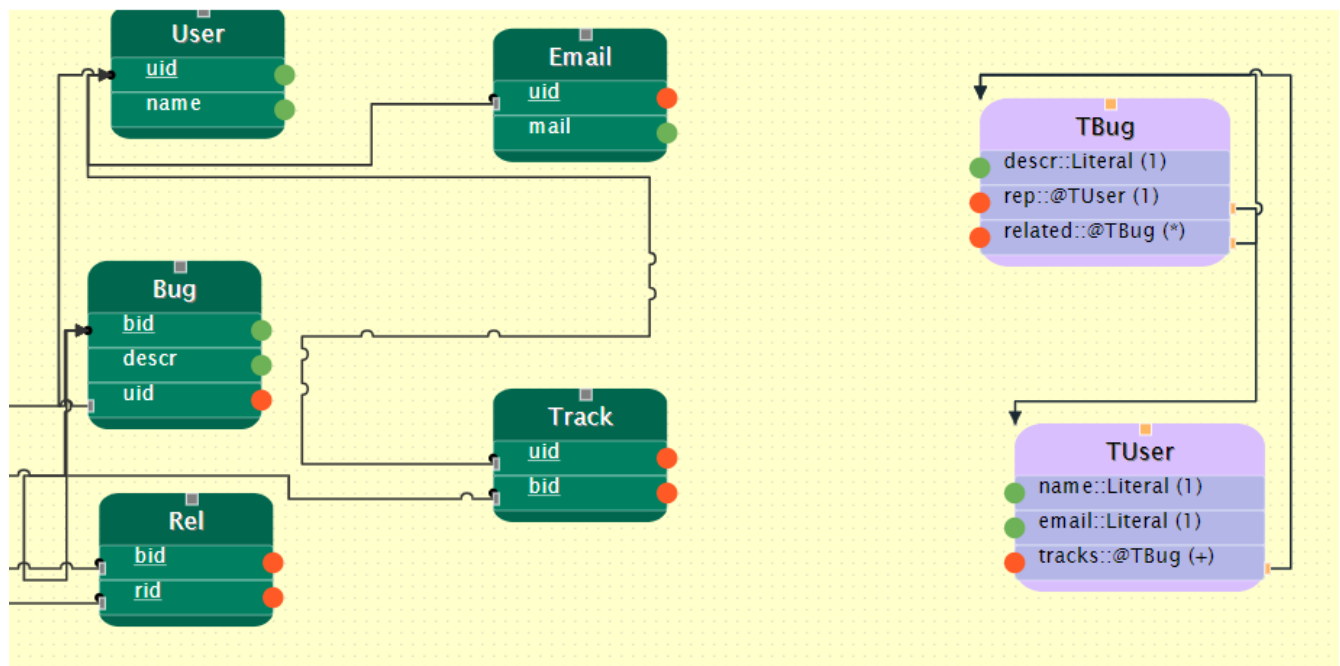 User
uid
name
Email
uid
mail
TBug
descr::Literal (1)
rep::@TUser (1)
related::@TBug (*)
Bug
bid
descr
uid
Track
uid
bid
TUser
name::Literal (1)
email::Literal (1)
tracks::@TBug (+)
Rel
bid
rid